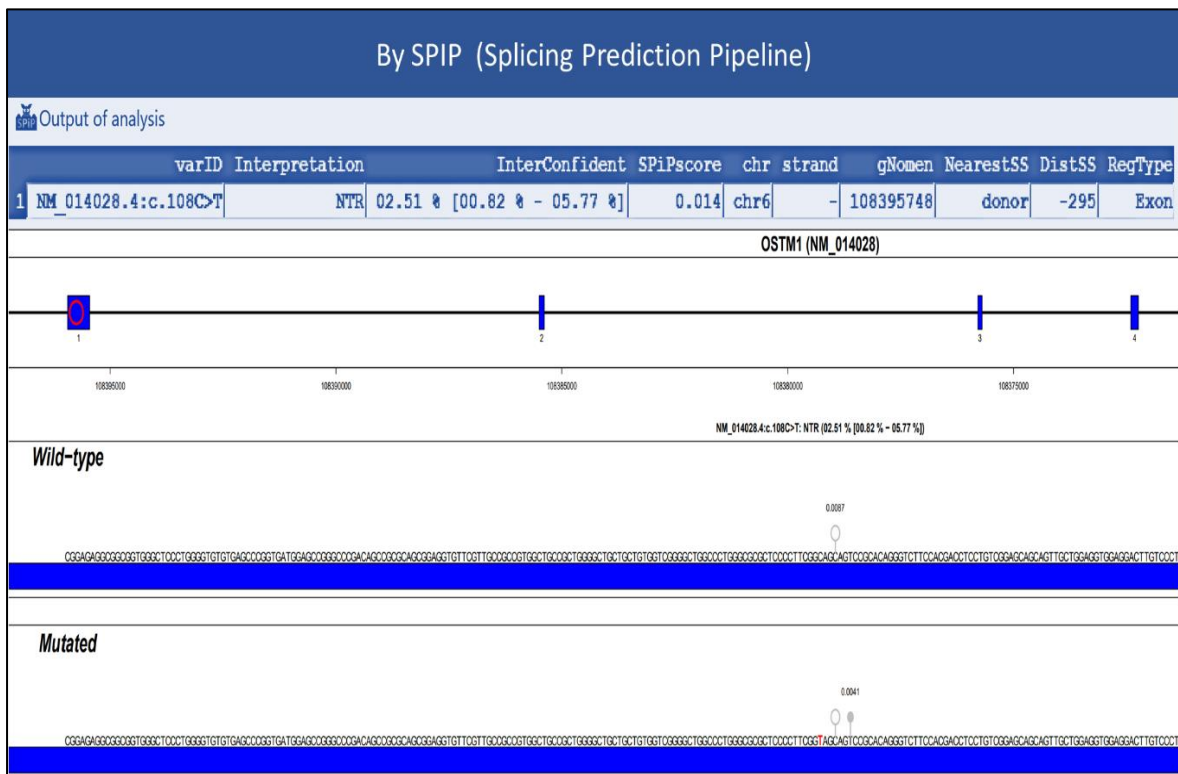 By SPIP (Splicing Prediction Pipeline)
SPiP Output of analysis
varID Interpretation InterConfident SPiPscore chr strand gNomen NearestSS DistSS RegType
1 NM_014028.4:c.108C>T NTR 02.51 % [00.82 % - 05.77 %] 0.014 chr6 - 108395748 donor -295 Exon
OSTM1 (NM_014028)
1 2 3 4
108395000 108390000 108385000 108380000 108375000
NM_014028.4:c.108C>T: NTR (02.51 % [00.82 % - 05.77 %])
Wild-type
0.0087
CGGAGAGGCGGCGGTGGGCTCCCTGGGGTGTGTGAGCCCGGTGATGGAGCCGGGCCCGACAGCCGCGCAGCGGAGGTGTTCGTTGCCGCCGTGGCTGCCGCTGGGGCTGCTGCTGTGGTCGGGGCTGGCCCTGGGCGCGCTCCCCTTCGGCAGCAGTCCGCACAGGGTCTTCCACGACCTCCTGTCGGAGCAGCAGTTGCTGGAGGTGGAGGACTTGTCCCT
Mutated
0.0041
CGGAGAGGCGGCGGTGGGCTCCCTGGGGTGTGTGAGCCCGGTGATGGAGCCGGGCCCGACAGCCGCGCAGCGGAGGTGTTCGTTGCCGCCGTGGCTGCCGCTGGGGCTGCTGCTGTGGTCGGGGCTGGCCCTGGGCGCGCTCCCCTTCGGTAGCAGTCCGCACAGGGTCTTCCACGACCTCCTGTCGGAGCAGCAGTTGCTGGAGGTGGAGGACTTGTCCCT